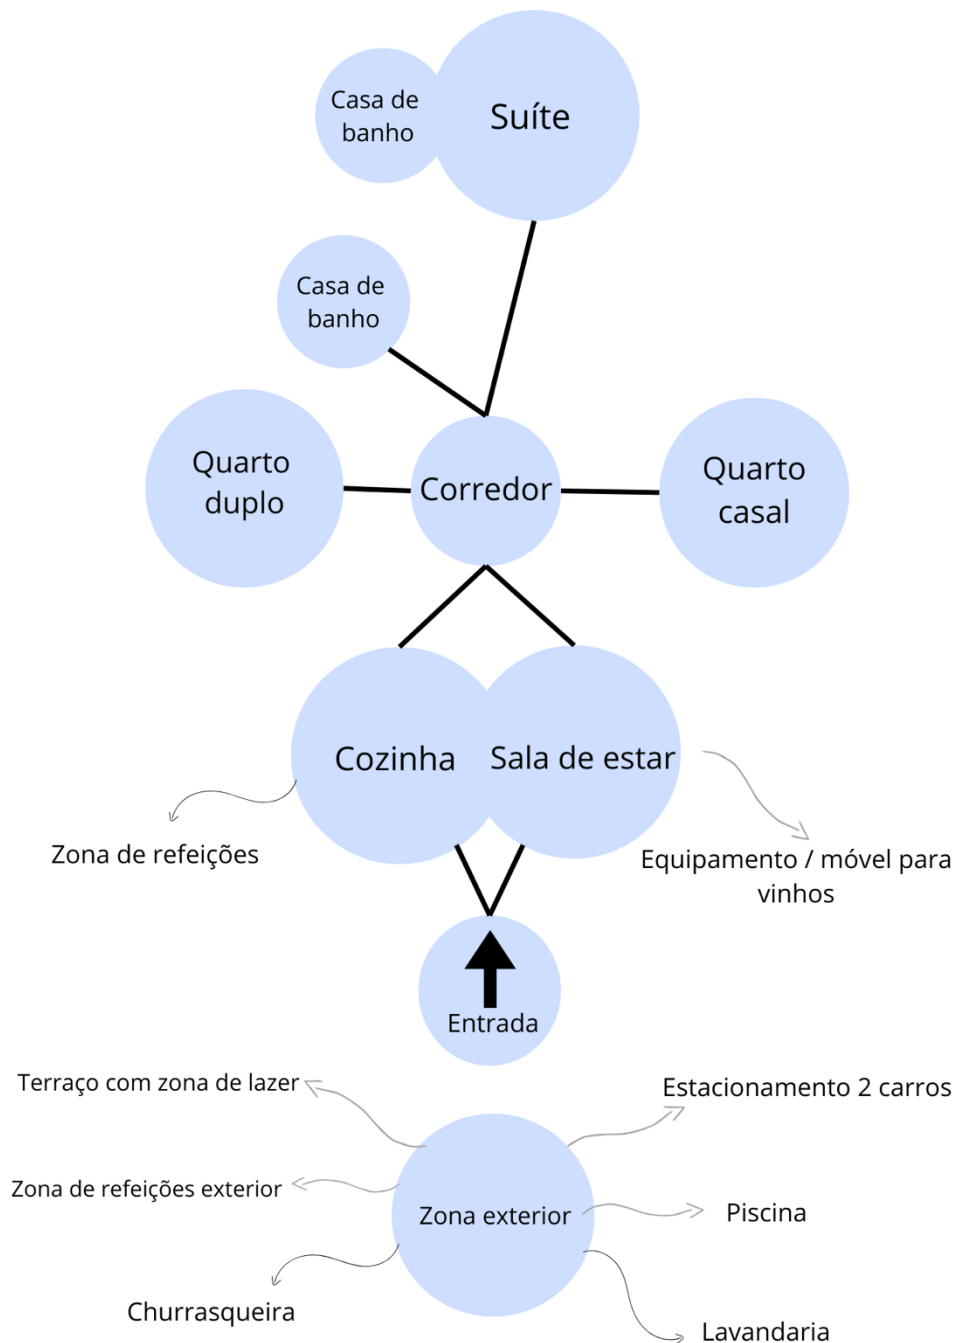 Casa de
banho
Suíte
Casa de
banho
Quarto
duplo
Corredor
Quarto
casal
Cozinha
Sala de estar
Zona de refeições
Equipamento / móvel para
vinhos
Entrada
Terraço com zona de lazer
Estacionamento 2 carros
Zona de refeições exterior
Zona exterior
Piscina
Churrasqueira
Lavandaria